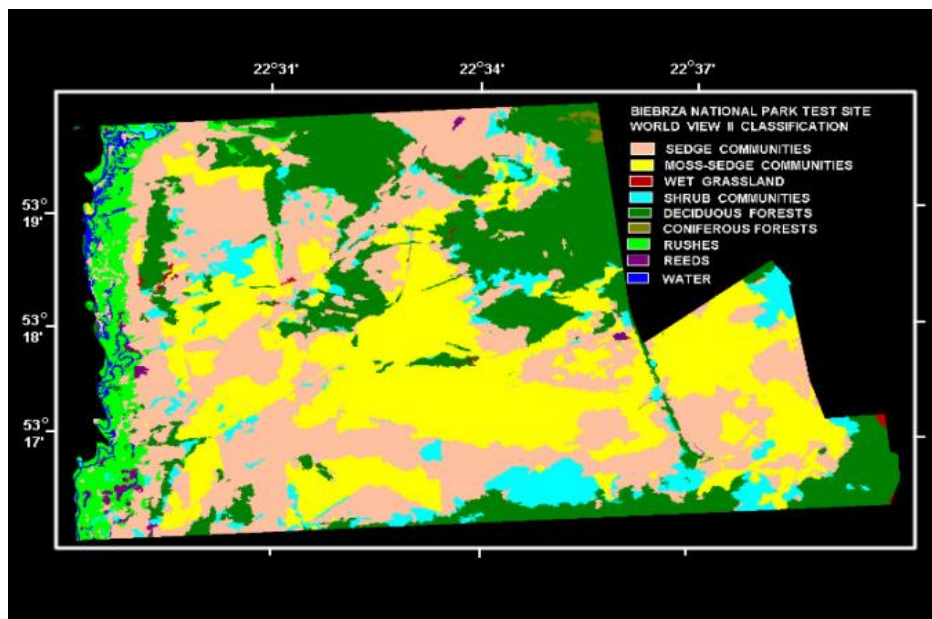 22°31' 22°34' 22°37'
BIEBRZA NATIONAL PARK TEST SITE
WORLD VIEW II CLASSIFICATION
SEDGE COMMUNITIES
MOSS-SEDGE COMMUNITIES
WET GRASSLAND
SHRUB COMMUNITIES
DECIDUOUS FORESTS
CONIFEROUS FORESTS
RUSHES
REEDS
WATER
53°
19'
53°
18'
53°
17'